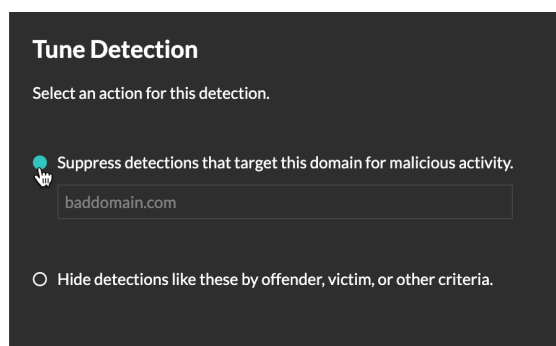 Tune Detection
Select an action for this detection.
Suppress detections that target this domain for malicious activity.
baddomain.com
Hide detections like these by offender, victim, or other criteria.